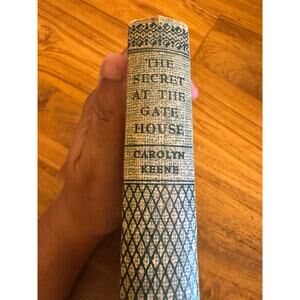 THE
SECRET
AT THE
GATE
HOUSE
CAROLYN
KEENE